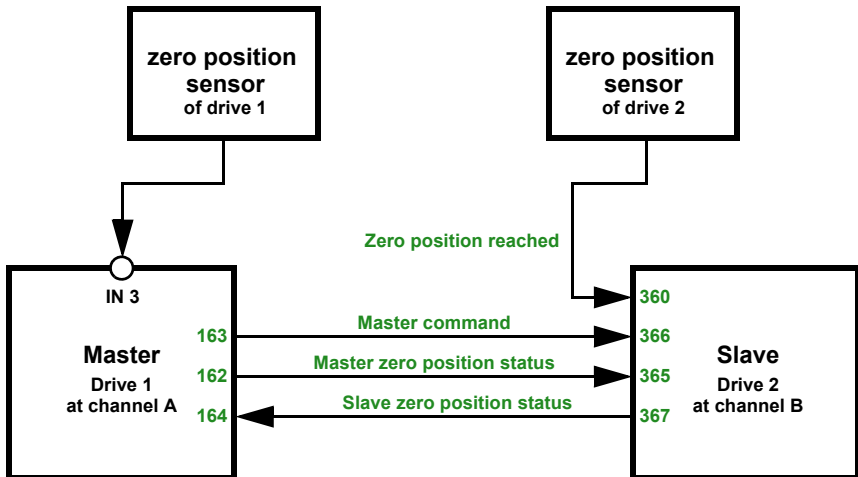 zero position
sensor
of drive 1
zero position
sensor
of drive 2
Zero position reached
IN 3
360
163
Master command
366
Master
Drive 1
at channel A
162
Master zero position status
365
Slave
Drive 2
at channel B
164
Slave zero position status
367